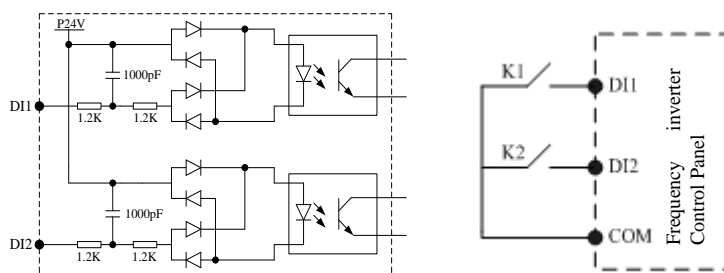 P24V
1000pF
DI1
1.2K
1.2K
1000pF
DI2
1.2K
1.2K
K1
DI1
K2
DI2
COM
Frequency inverter
Control Panel